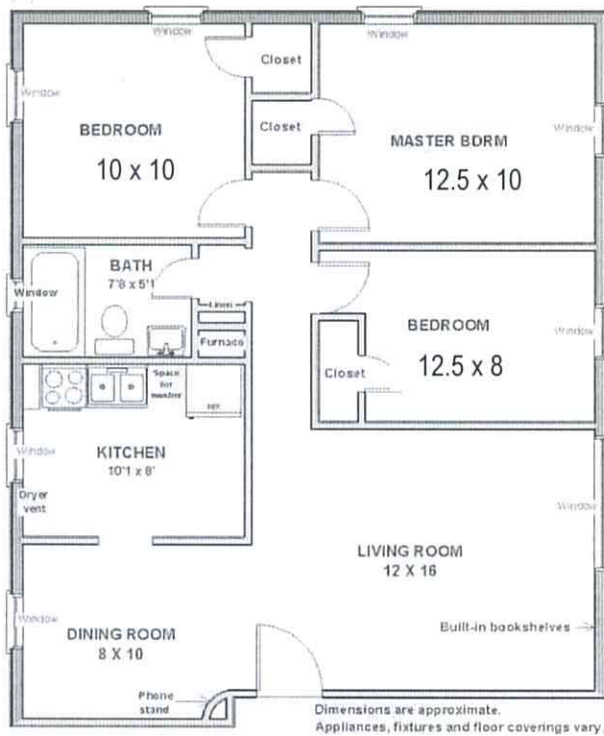 Window
Window
Closet
Window
BEDROOM
10 x 10
Closet
MASTER BDRM
12.5 x 10
Window
BATH
7'8 x 5'1
Window
Linen
Furnace
BEDROOM
12.5 x 8
Window
Closet
Space
for
washer
REF
KITCHEN
10'1 x 8'
Window
Dryer
vent
Window
LIVING ROOM
12 X 16
Window
DINING ROOM
8 X 10
Built-in bookshelves
Phone
stand
Dimensions are approximate.
Appliances, fixtures and floor coverings vary